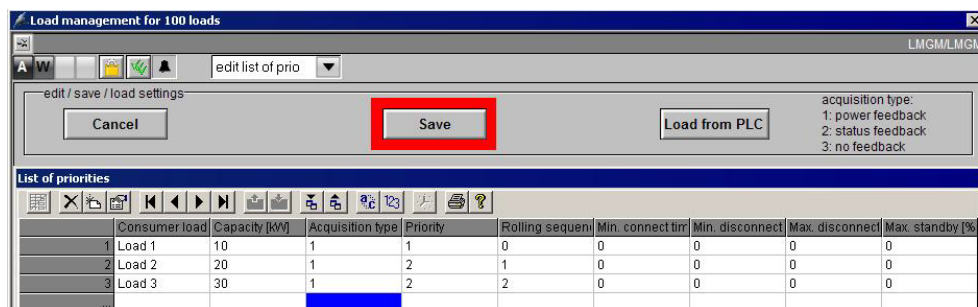 Load management for 100 loads
LMGM/LMGM
A W edit list of prio
edit / save / load settings
Cancel Save Load from PLC
acquisition type:
1: power feedback
2: status feedback
3: no feedback
List of priorities
Consumer load Capacity [kW] Acquisition type Priority Rolling sequen Min. connect tim Min. disconnect Max. disconnect Max. standby [%
1 Load 1 10 1 1 0 0 0 0 0
2 Load 2 20 1 2 1 0 0 0 0
3 Load 3 30 1 2 2 0 0 0 0